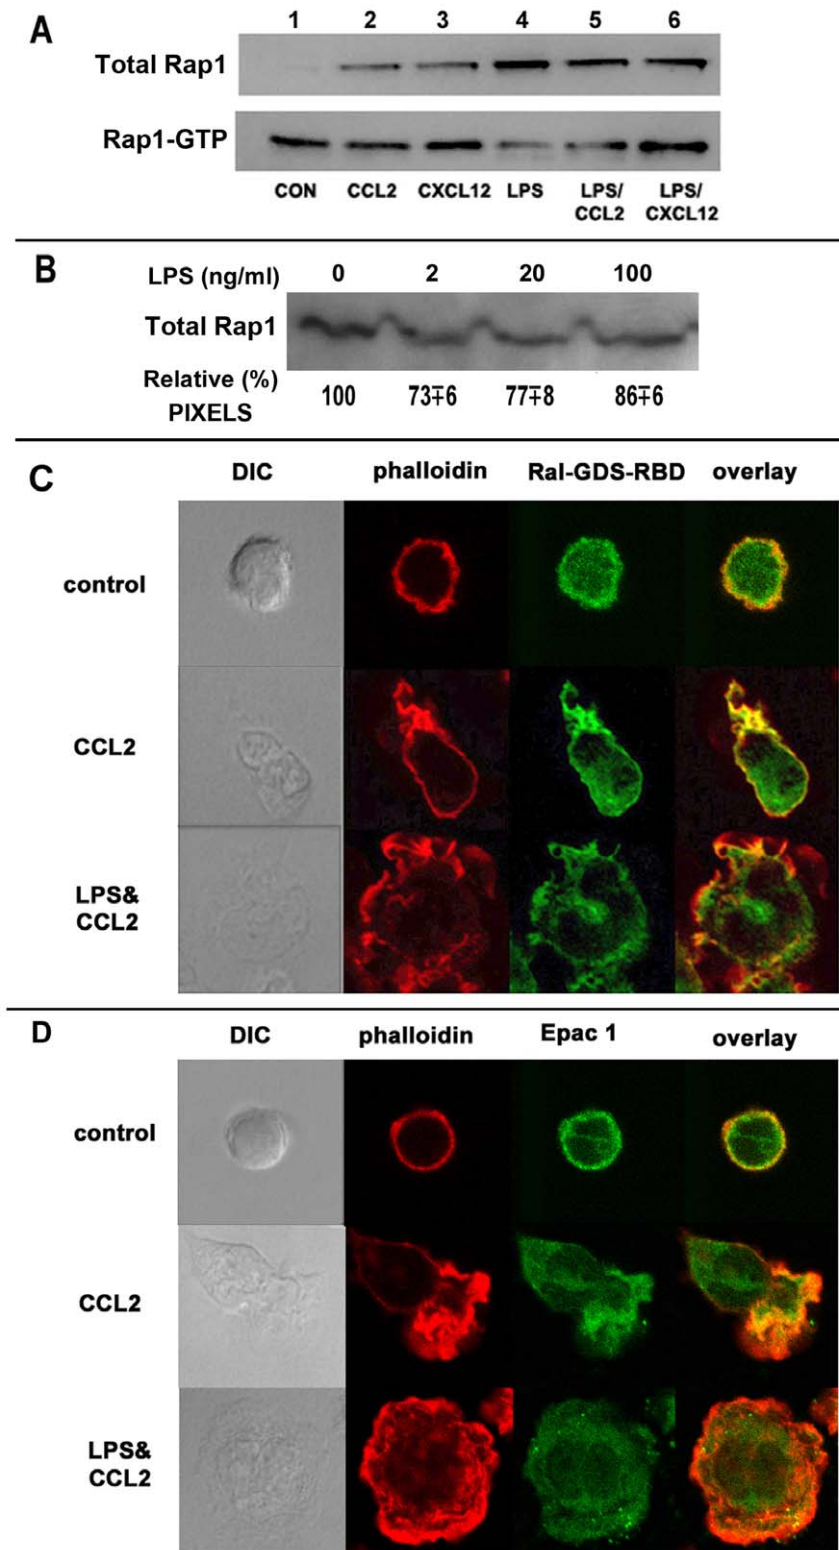 A
1 2 3 4 5 6
Total Rap1
Rap1-GTP
CON CCL2 CXCL12 LPS LPS/ LPS/
CCL2 CXCL12
B
LPS (ng/ml) 0 2 20 100
Total Rap1
Relative (%)
PIXELS 100 73∓6 77∓8 86∓6
C
DIC phalloidin Ral-GDS-RBD overlay
control
CCL2
LPS&
CCL2
D
DIC phalloidin Epac 1 overlay
control
CCL2
LPS&
CCL2